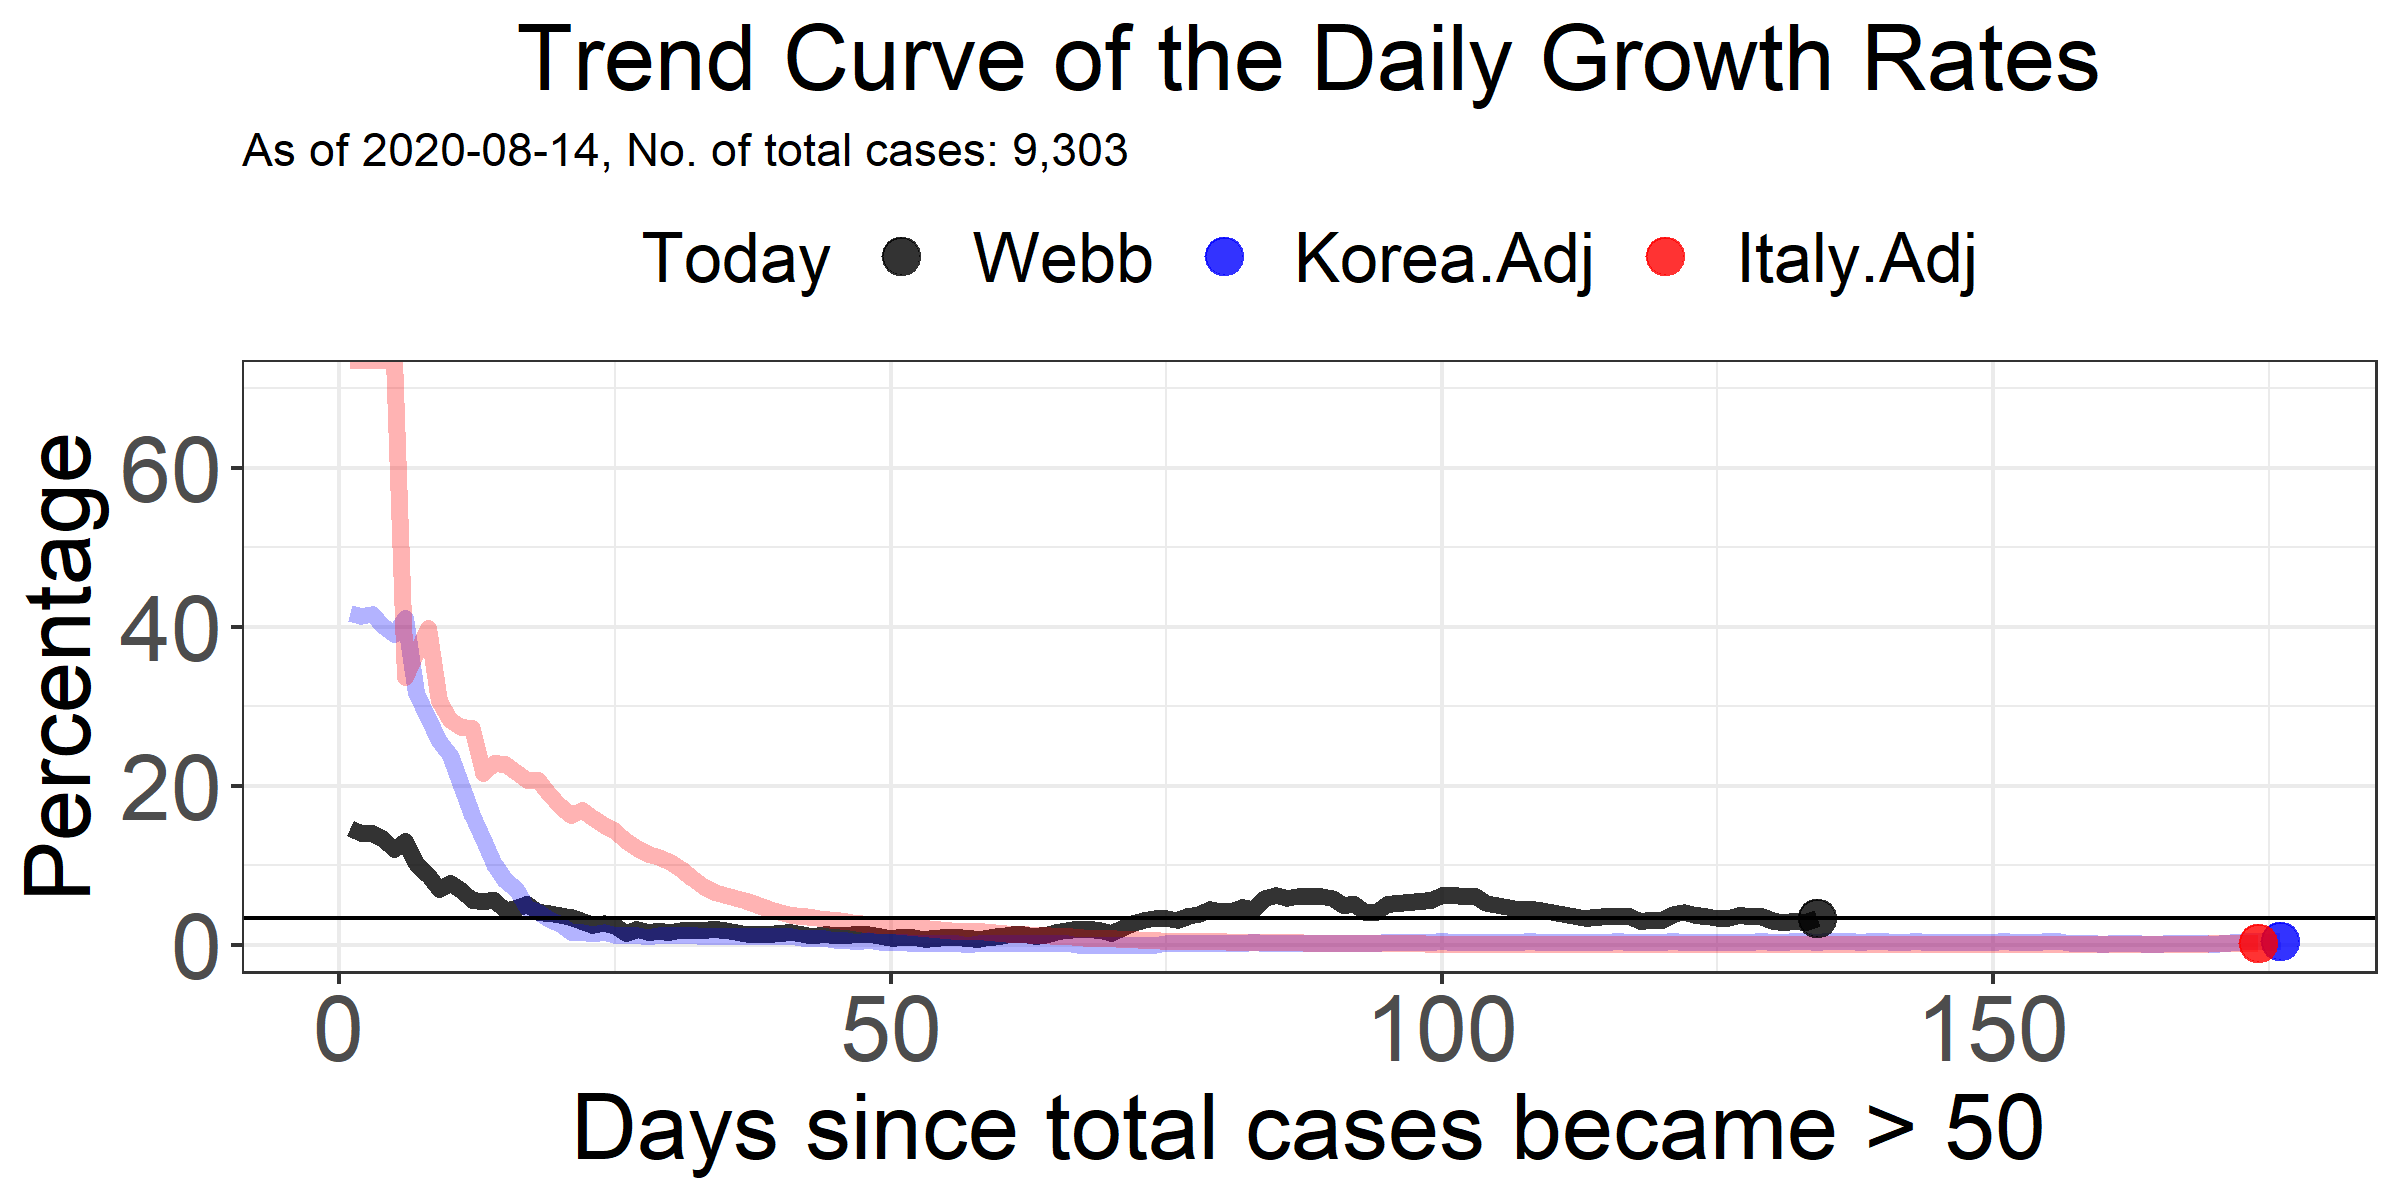 Trend Curve of the Daily Growth Rates
As of 2020-08-14, No. of total cases: 9,303
Today Webb Korea.Adj Italy.Adj
Percentage
60
40
20
0
0 50 100 150
Days since total cases became > 50